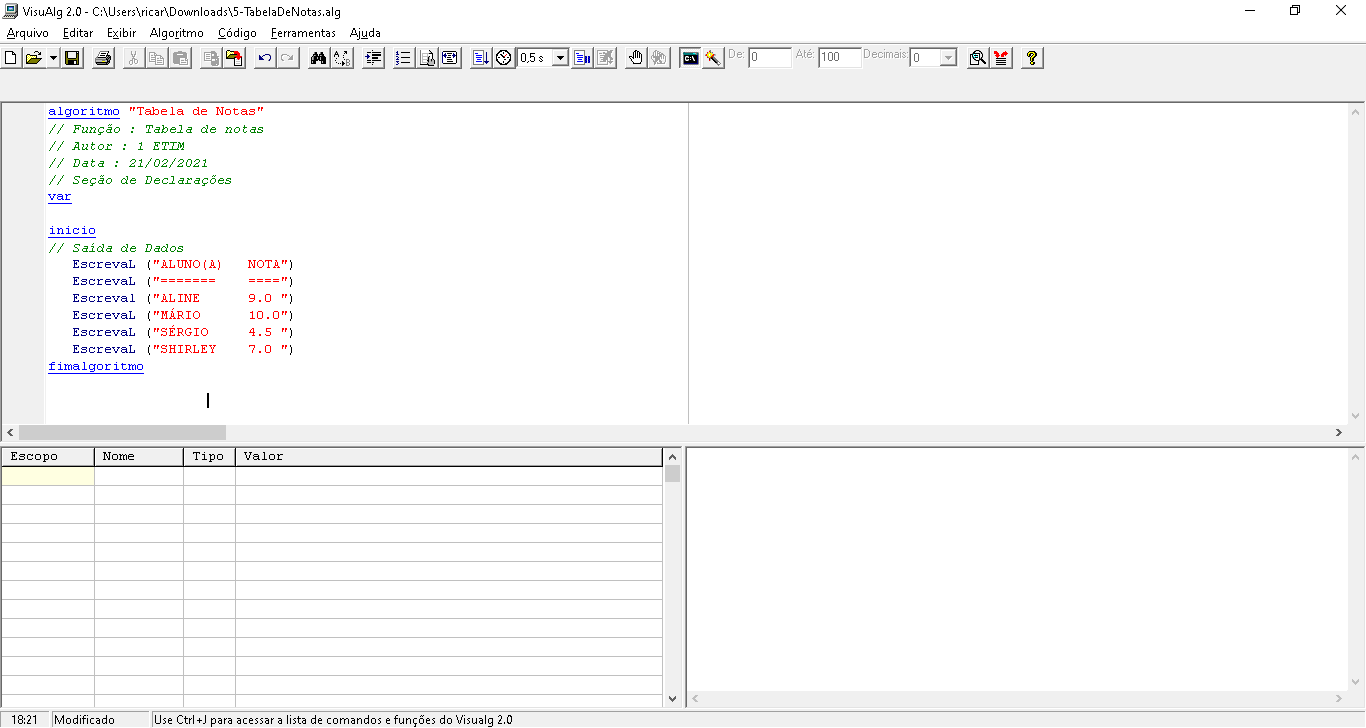 VisuAlg 2.0 - C:\Users\ricar\Downloads\5-TabelaDeNotas.alg
Arquivo Editar Exibir Algoritmo Código Ferramentas Ajuda
0,5 s De: 0 Até: 100 Decimais: 0
algoritmo "Tabela de Notas"
// Função : Tabela de notas
// Autor : 1 ETIM
// Data : 21/02/2021
// Seção de Declarações
var
inicio
// Saída de Dados
EscrevaL ("ALUNO(A)   NOTA")
EscrevaL ("=======    ====")
Escreval ("ALINE      9.0 ")
EscrevaL ("MÁRIO      10.0")
EscrevaL ("SÉRGIO     4.5 ")
EscrevaL ("SHIRLEY    7.0 ")
fimalgoritmo
Escopo Nome Tipo Valor
18:21 Modificado Use Ctrl+J para acessar a lista de comandos e funções do Visualg 2.0